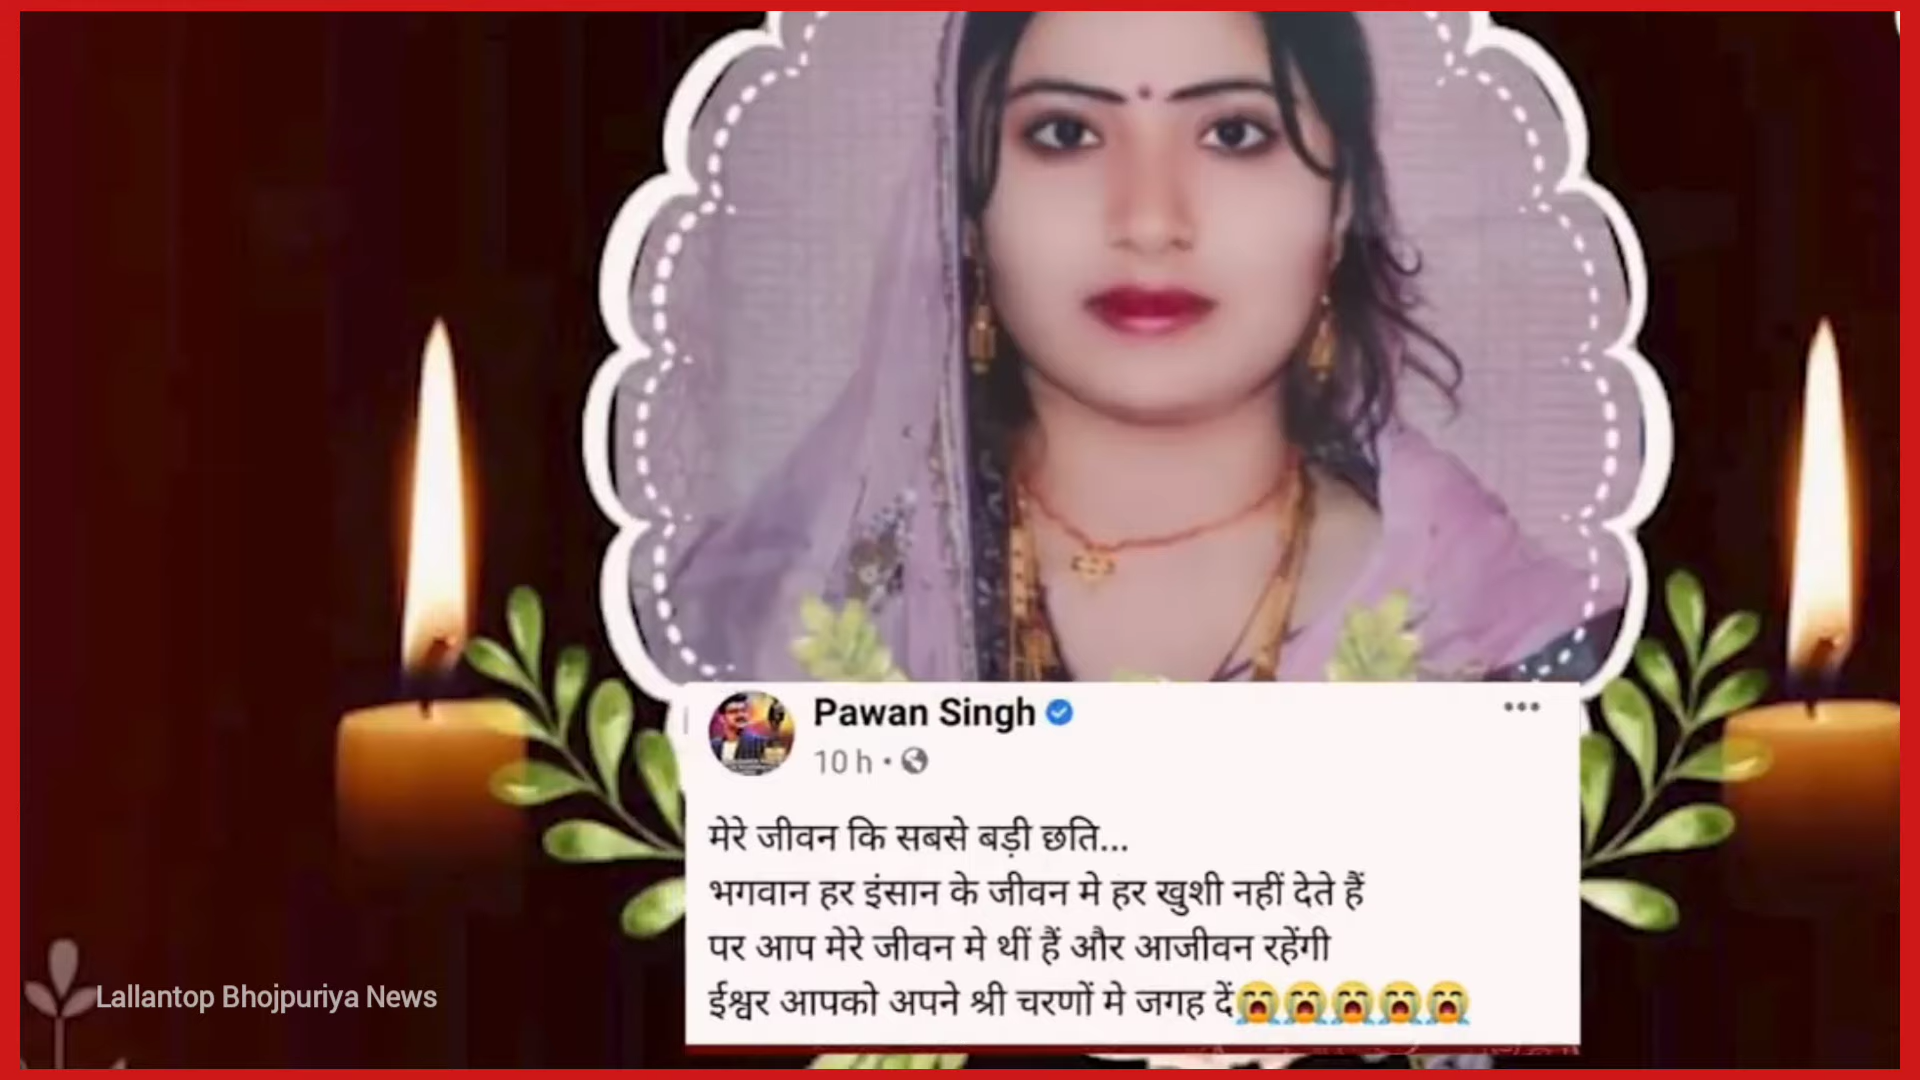 Pawan Singh
10 h
मेरे जीवन कि सबसे बड़ी छति...
भगवान हर इंसान के जीवन मे हर खुशी नहीं देते हैं
पर आप मेरे जीवन मे थीं हैं और आजीवन रहेंगी
ईश्वर आपको अपने श्री चरणों मे जगह दें😭😭😭😭😭
Lallantop Bhojpuriya News